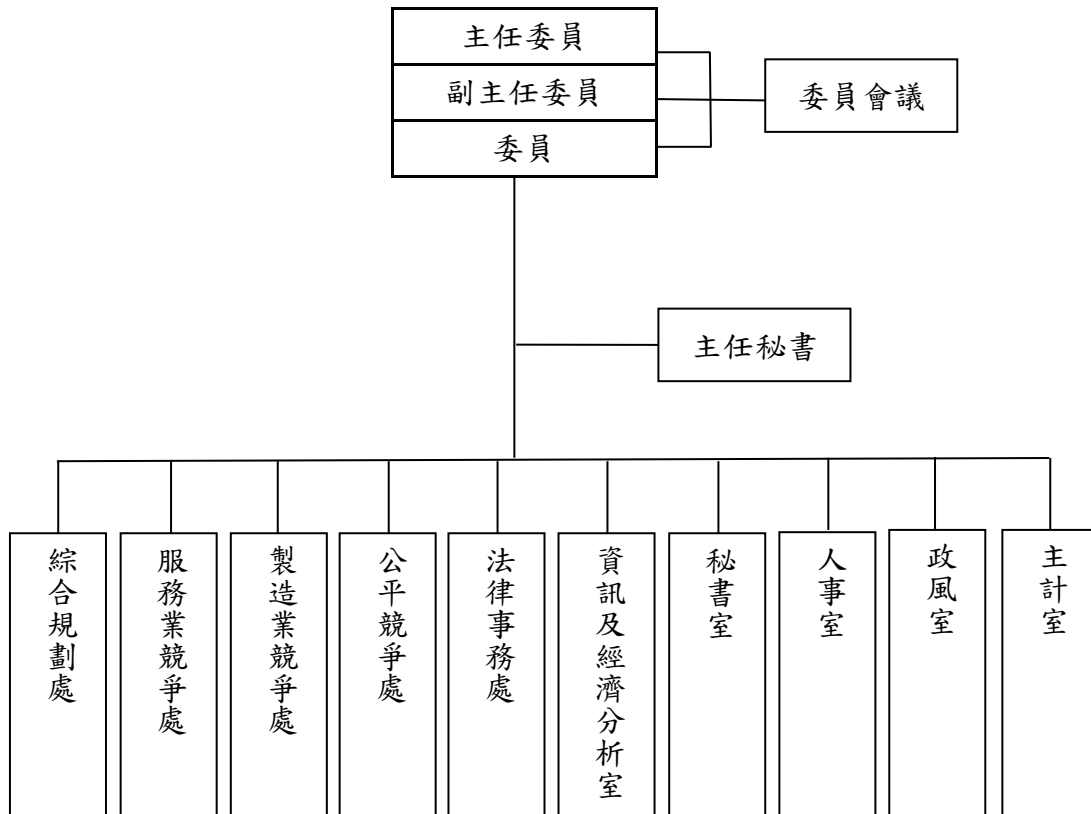 主任委員
副主任委員
委員
委員會議
主任秘書
綜合規劃處
服務業競爭處
製造業競爭處
公平競爭處
法律事務處
資訊及經濟分析室
秘書室
人事室
政風室
主計室